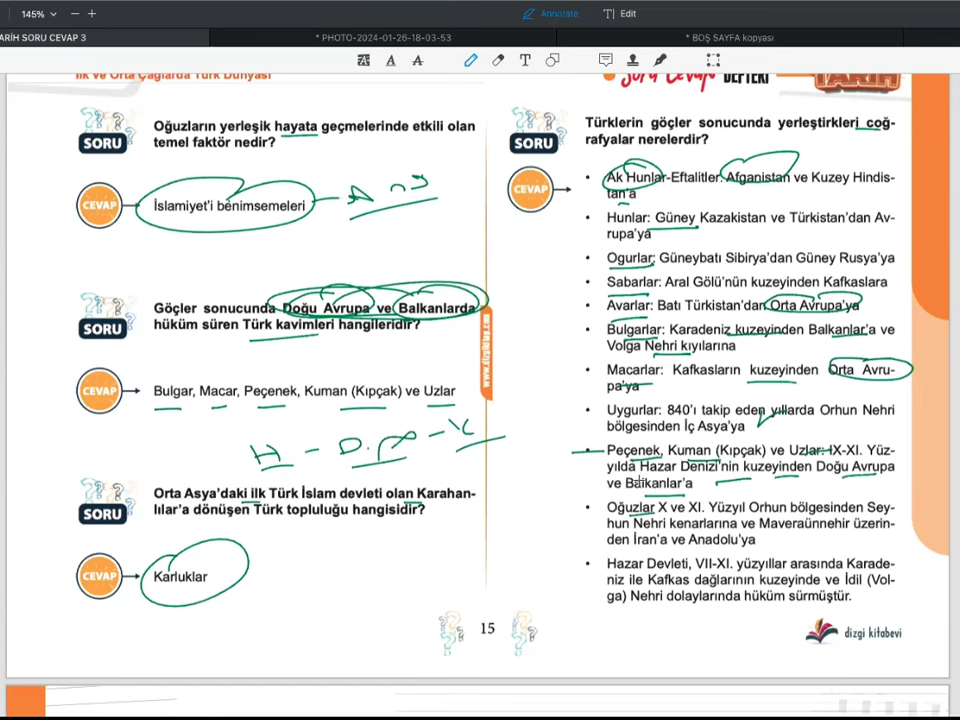 145%
Annotate
Edit
TARİH SORU CEVAP 3
* PHOTO-2024-01-26-18-03-53
* BOŞ SAYFA kopyası
İlk ve Orta Çağlarda Türk Dünyası
Soru Cevap DEFTERİ
TARİH
SORU
Oğuzların yerleşik hayata geçmelerinde etkili olan
temel faktör nedir?
CEVAP
İslamiyet'i benimsemeleri
SORU
Göçler sonucunda Doğu Avrupa ve Balkanlarda
hüküm süren Türk kavimleri hangileridir?
CEVAP
Bulgar, Macar, Peçenek, Kuman (Kıpçak) ve Uzlar
SORU
Orta Asya'daki ilk Türk İslam devleti olan Karahan-
lılar'a dönüşen Türk topluluğu hangisidir?
CEVAP
Karluklar
www.dizgikitap.com
SORU
Türklerin göçler sonucunda yerleştirkleri coğ-
rafyalar nerelerdir?
CEVAP
• Ak Hunlar-Eftalitler: Afganistan ve Kuzey Hindis-
tan'a
• Hunlar: Güney Kazakistan ve Türkistan'dan Av-
rupa'ya
• Ogurlar: Güneybatı Sibirya'dan Güney Rusya'ya
• Sabarlar: Aral Gölü'nün kuzeyinden Kafkaslara
• Avarlar: Batı Türkistan'dan Orta Avrupa'ya
• Bulgarlar: Karadeniz kuzeyinden Balkanlar'a ve
Volga Nehri kıyılarına
• Macarlar: Kafkasların kuzeyinden Orta Avru-
pa'ya
• Uygurlar: 840'ı takip eden yıllarda Orhun Nehri
bölgesinden İç Asya'ya
• Peçenek, Kuman (Kıpçak) ve Uzlar: IX-XI. Yüz-
yılda Hazar Denizi'nin kuzeyinden Doğu Avrupa
ve Balkanlar'a
• Oğuzlar X ve XI. Yüzyıl Orhun bölgesinden Sey-
hun Nehri kenarlarına ve Maveraünnehir üzerin-
den İran'a ve Anadolu'ya
• Hazar Devleti, VII-XI. yüzyıllar arasında Karade-
niz ile Kafkas dağlarının kuzeyinde ve İdil (Vol-
ga) Nehri dolaylarında hüküm sürmüştür.
15
dizgi kitabevi